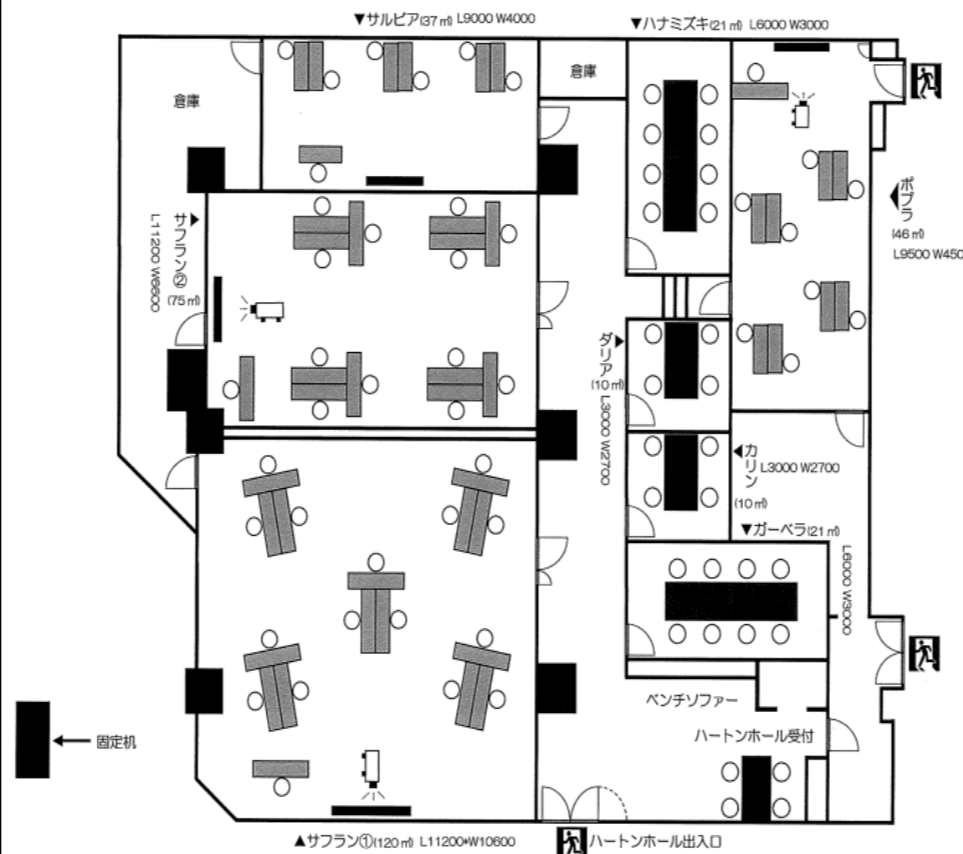 ▼サルビア(37㎡) L9000 W4000
▼ハナミズキ(21㎡) L6000 W3000
倉庫
倉庫
▲ポプラ
(46㎡)
L9500 W450
▼サフラン②
(75㎡)
L11200 W6600
▲ダリア
(10㎡)
L3000 W2700
▲カリン
L3000 W2700
(10㎡)
▼ガーベラ(21㎡)
L6000 W3000
ベンチソファー
ハートンホール受付
←固定机
▲サフラン①(120㎡) L11200*W10600
ハートンホール出入口